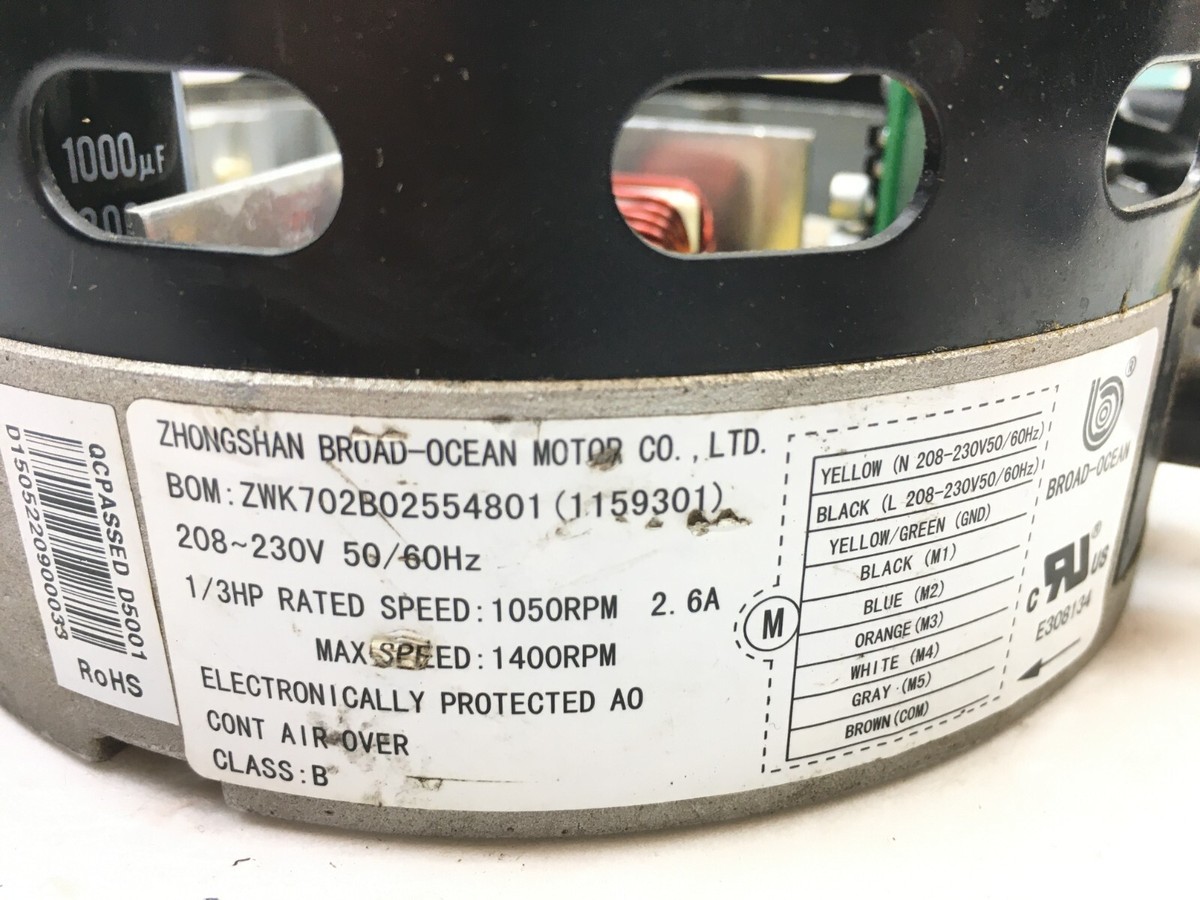 1000µF
QCPASSED D5001
D150522090000033
RoHS
ZHONGSHAN BROAD-OCEAN MOTOR CO., LTD.
BOM:ZWK702B02554801(1159301)
208~230V 50/60Hz
1/3HP RATED SPEED:1050RPM 2.6A
MAX SPEED:1400RPM
ELECTRONICALLY PROTECTED AO
CONT AIR OVER
CLASS:B
M
YELLOW (N 208-230V50/60Hz)
BLACK (L 208-230V50/60Hz)
YELLOW/GREEN (GND)
BLACK (M1)
BLUE (M2)
ORANGE (M3)
WHITE (M4)
GRAY (M5)
BROWN(COM)
®
BROAD-OCEAN
c RU ® US
E308134